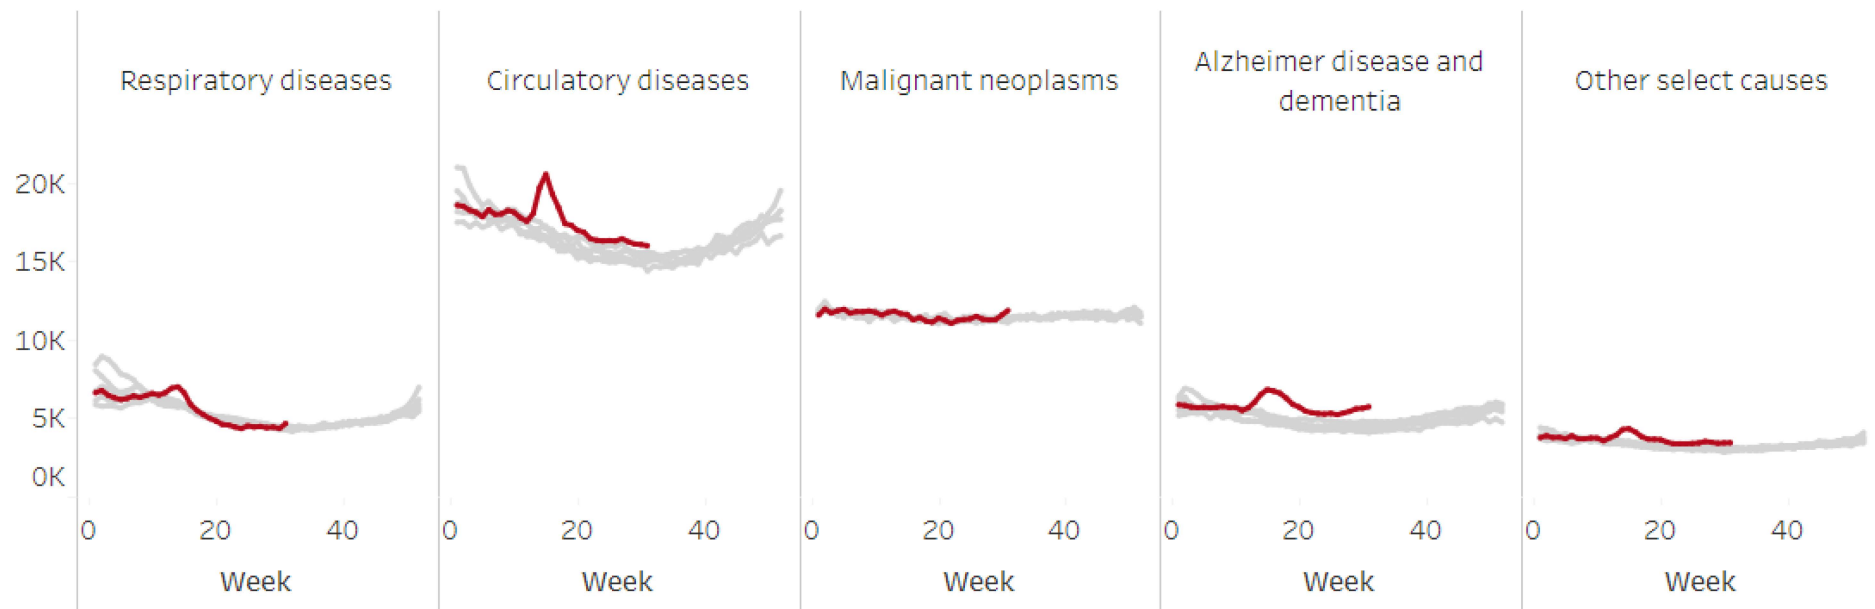 Respiratory diseases
Circulatory diseases
Malignant neoplasms
Alzheimer disease and
dementia
Other select causes
20K
15K
10K
5K
0K
0 20 40
0 20 40
0 20 40
0 20 40
0 20 40
Week
Week
Week
Week
Week